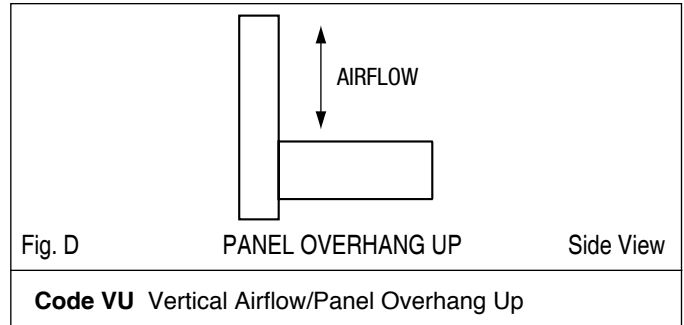 AIRFLOW
Fig. D PANEL OVERHANG UP Side View
Code VU Vertical Airflow/Panel Overhang Up